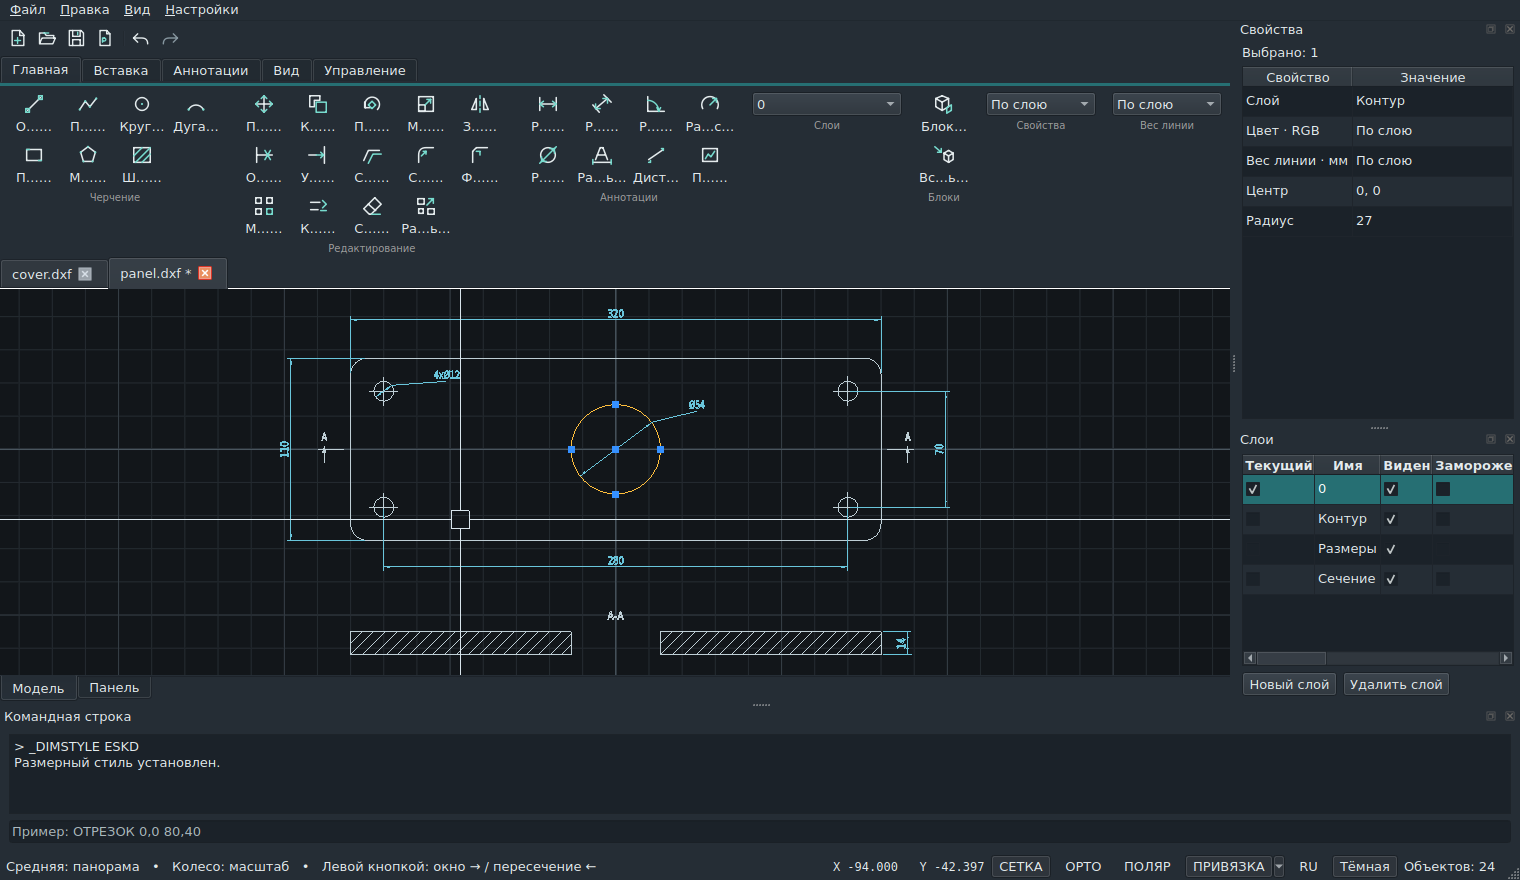 Файл Правка Вид Настройки
Главная Вставка Аннотации Вид Управление
О...... П...... Круг... Дуга... П...... К...... П...... М...... З...... Р...... Р...... Р...... Ра...с...
0
Слои
Блок...
По слою
Свойства
По слою
Вес линии
П...... М...... Ш...... О...... У...... С...... С...... Ф...... Р...... Ра...ь... Дист... П......
Вс...ь...
Черчение
Аннотации
Блоки
М...... К...... С...... Ра...ь...
Редактирование
cover.dxf
panel.dxf *
320
4xØ12
Ø54
110
A
A
70
280
A-A
14
Модель Панель
Командная строка
> _DIMSTYLE ESKD
Размерный стиль установлен.
Пример: ОТРЕЗОК 0,0 80,40
Средняя: панорама • Колесо: масштаб • Левой кнопкой: окно → / пересечение ←
X -94.000 Y -42.397 СЕТКА ОРТО ПОЛЯР ПРИВЯЗКА RU Тёмная Объектов: 24
Свойства
Выбрано: 1
Свойство Значение
Слой Контур
Цвет · RGB По слою
Вес линии · мм По слою
Центр 0, 0
Радиус 27
Слои
Текущий Имя Виден Замороже
0
Контур
Размеры
Сечение
Новый слой Удалить слой